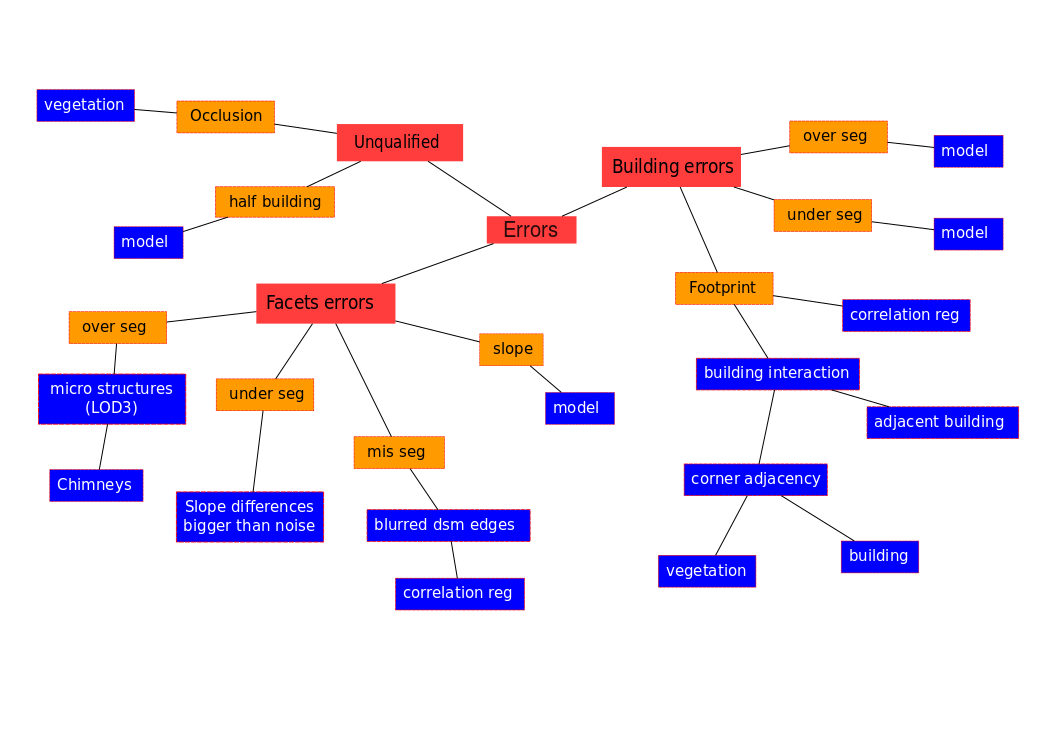 vegetation
Occlusion
Unqualified
half building
model
Errors
Building errors
over seg
model
under seg
model
Footprint
correlation reg
building interaction
adjacent building
corner adjacency
vegetation
building
Facets errors
over seg
micro structures
(LOD3)
Chimneys
under seg
Slope differences
bigger than noise
mis seg
blurred dsm edges
correlation reg
slope
model